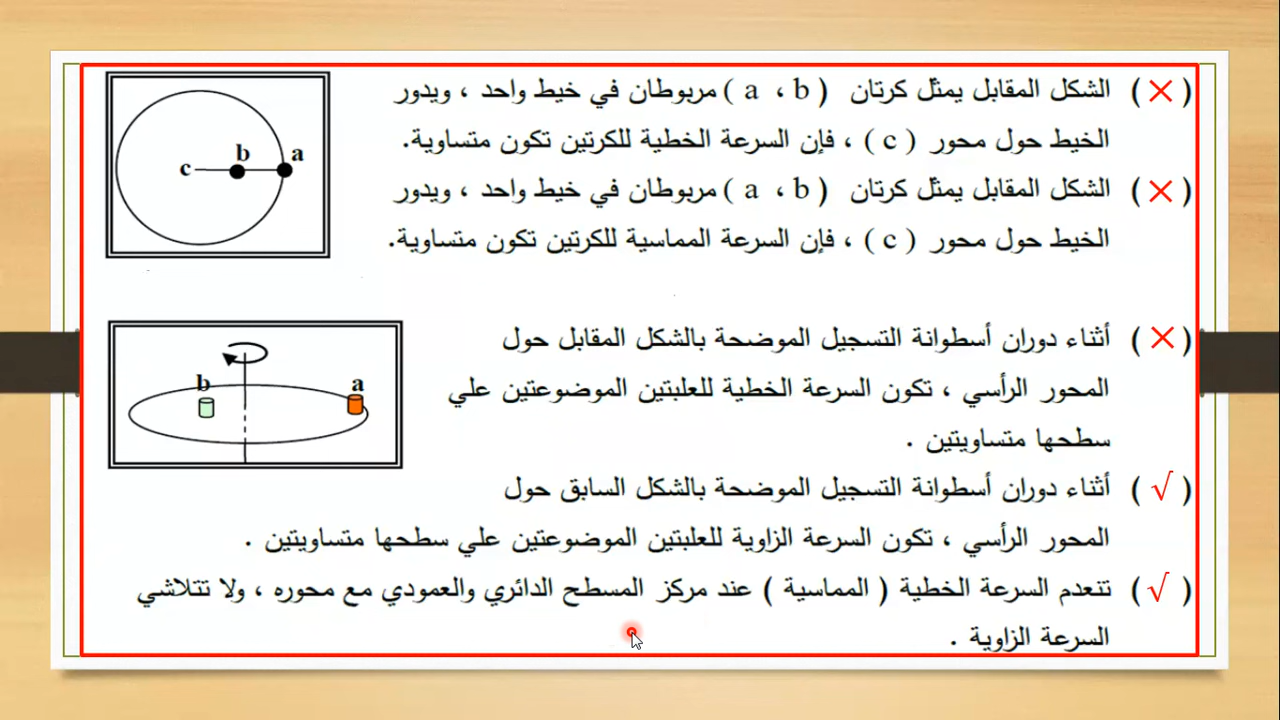 ( × ) الشكل المقابل يمثل كرتان ( a ، b ) مربوطان في خيط واحد ، ويدور
الخيط حول محور ( c ) ، فإن السرعة الخطية للكرتين تكون متساوية.
( × ) الشكل المقابل يمثل كرتان ( a ، b ) مربوطان في خيط واحد ، ويدور
الخيط حول محور ( c ) ، فإن السرعة المماسية للكرتين تكون متساوية.
c b a
( × ) أثناء دوران أسطوانة التسجيل الموضحة بالشكل المقابل حول
المحور الرأسي ، تكون السرعة الخطية للعلبتين الموضوعتين علي
سطحها متساويتين .
b a
( √ ) أثناء دوران أسطوانة التسجيل الموضحة بالشكل السابق حول
المحور الرأسي ، تكون السرعة الزاوية للعلبتين الموضوعتين علي سطحها متساويتين .
( √ ) تنعدم السرعة الخطية ( المماسية ) عند مركز المسطح الدائري والعمودي مع محوره ، ولا تتلاشي
السرعة الزاوية .